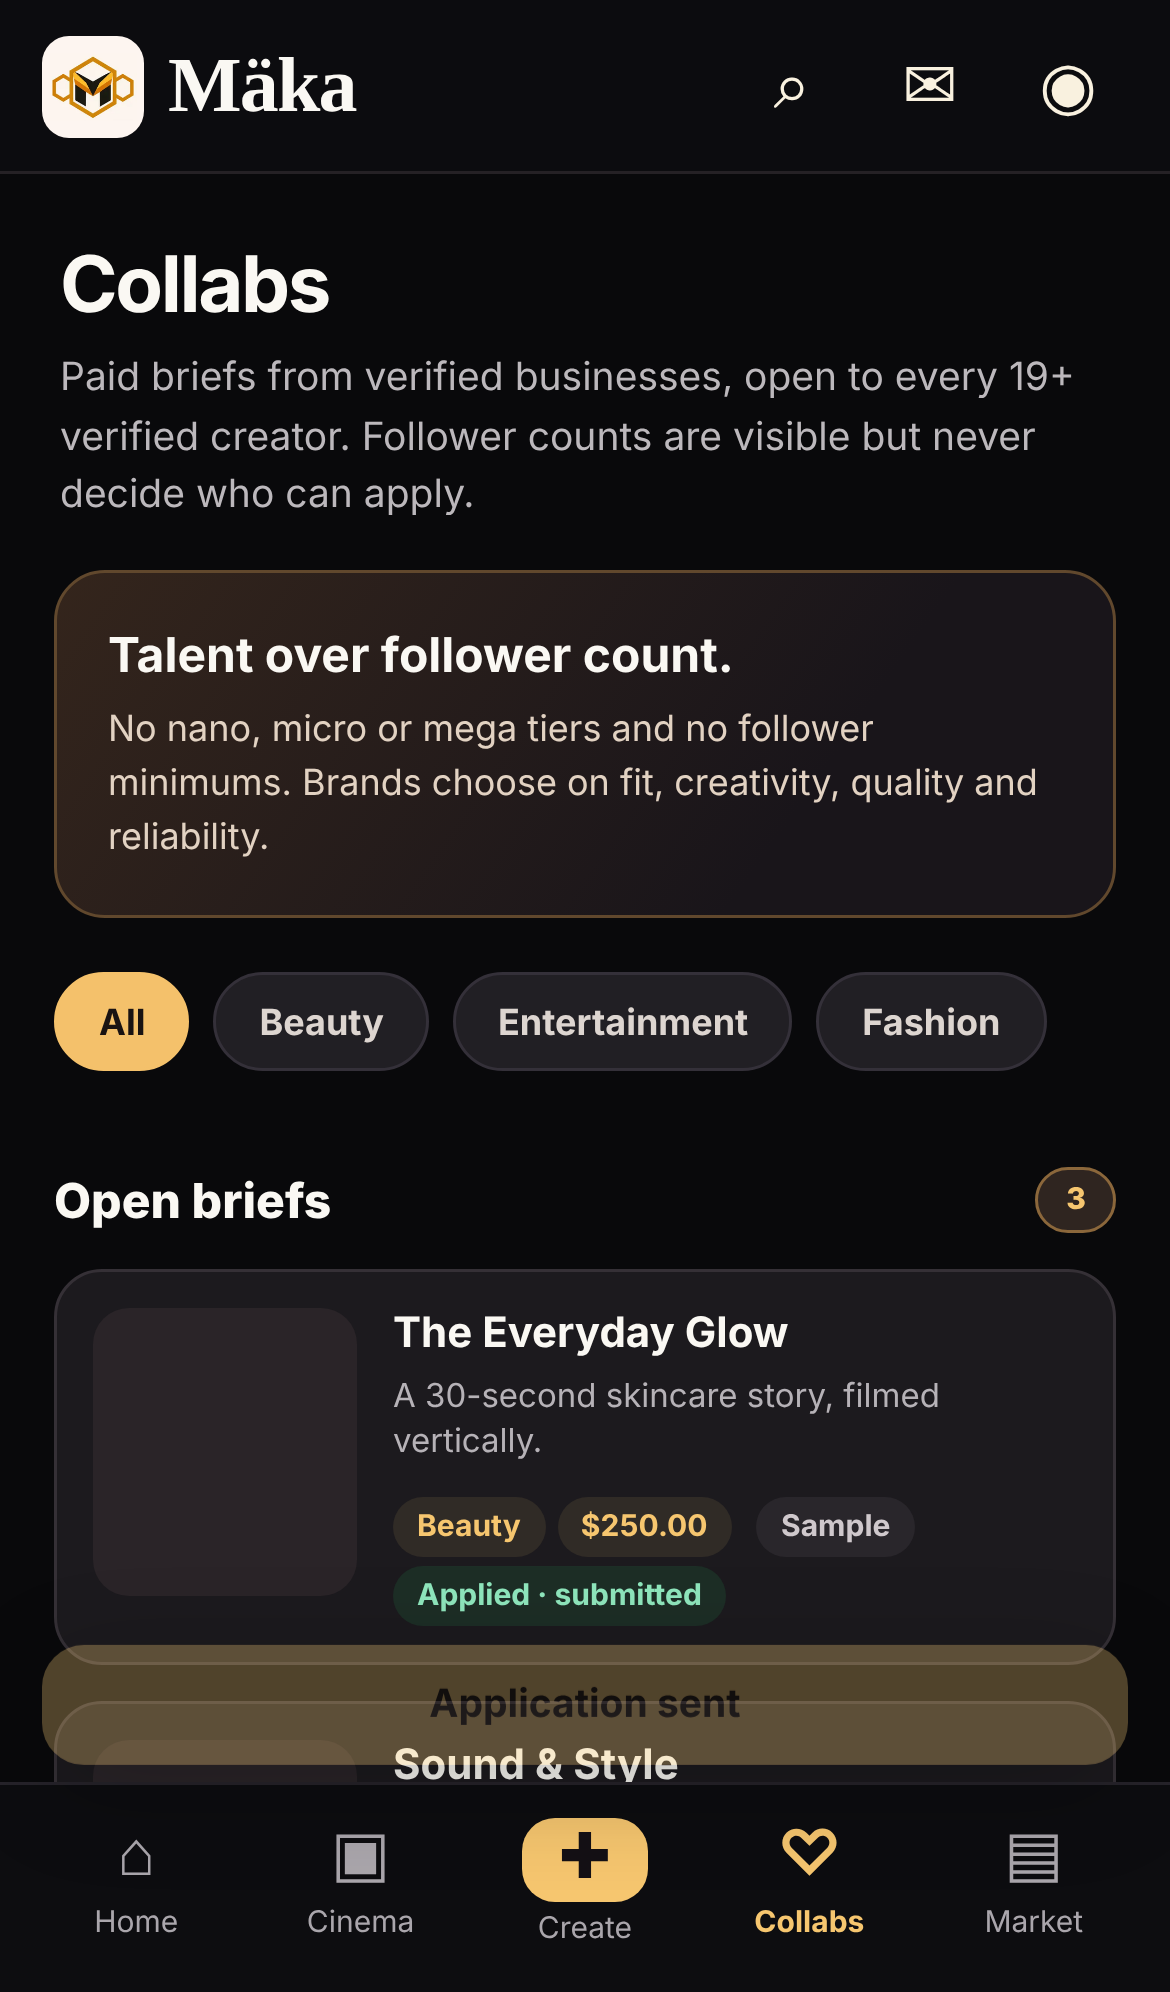 Mäka
Collabs
Paid briefs from verified businesses, open to every 19+
verified creator. Follower counts are visible but never
decide who can apply.
Talent over follower count.
No nano, micro or mega tiers and no follower
minimums. Brands choose on fit, creativity, quality and
reliability.
All
Beauty
Entertainment
Fashion
Open briefs
3
The Everyday Glow
A 30-second skincare story, filmed
vertically.
Beauty
$250.00
Sample
Applied · submitted
Application sent
Sound & Style
Home
Cinema
Create
Collabs
Market